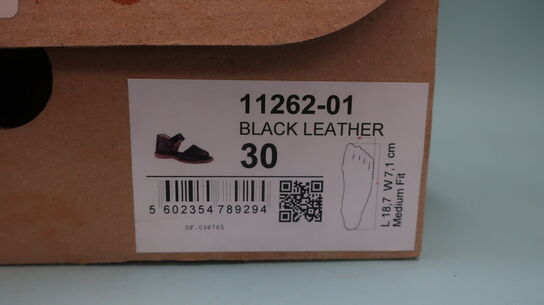 11262-01
BLACK LEATHER
30
5 602354 789294
OF.036765
L 18,7 W 7,1 cm
Medium Fit